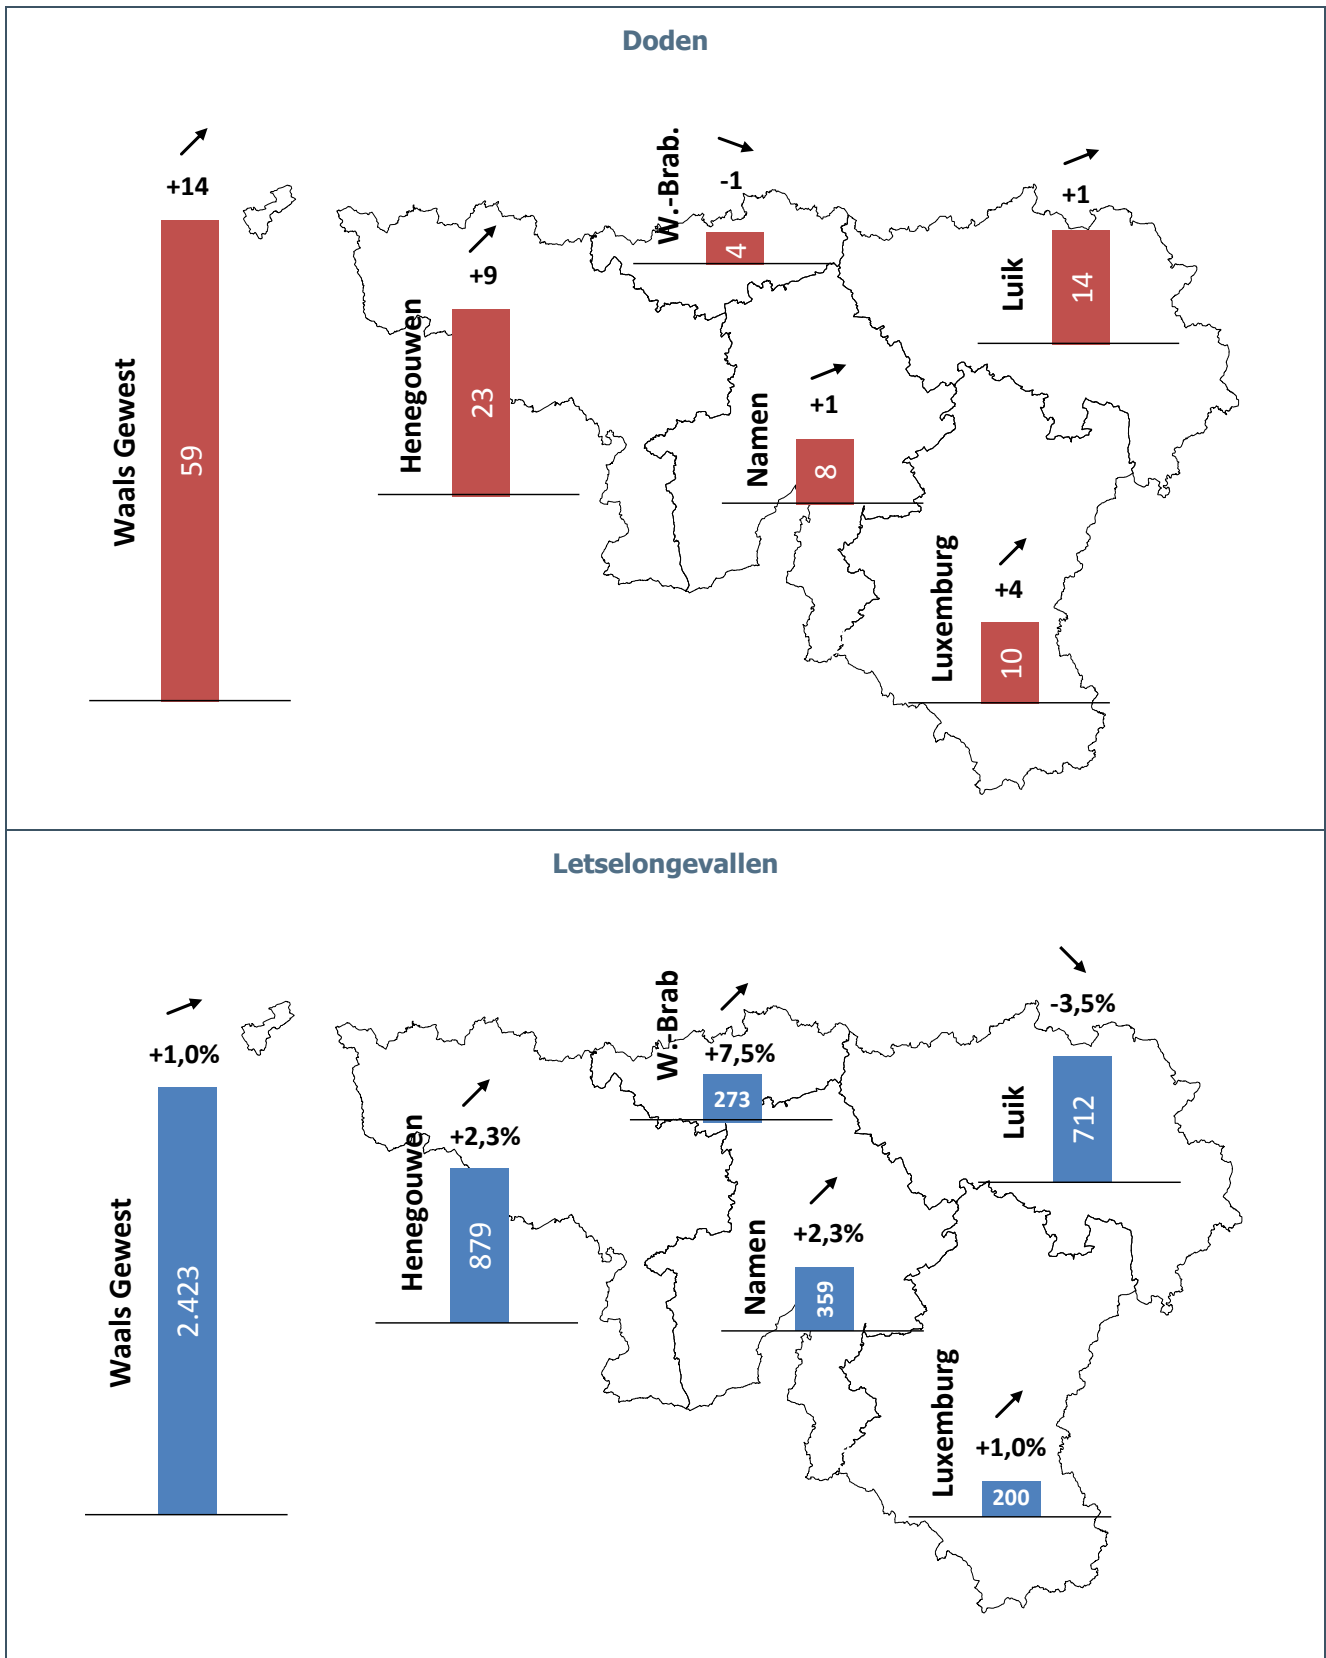 Doden
+14
Waals Gewest
59
+9
Henegouwen
23
W.-Brab.
-1
4
+1
Luik
14
+1
Namen
8
+4
Luxemburg
10
Letselongevallen
+1,0%
Waals Gewest
2.423
+2,3%
Henegouwen
879
W.-Brab
+7,5%
273
-3,5%
Luik
712
+2,3%
Namen
359
+1,0%
Luxemburg
200